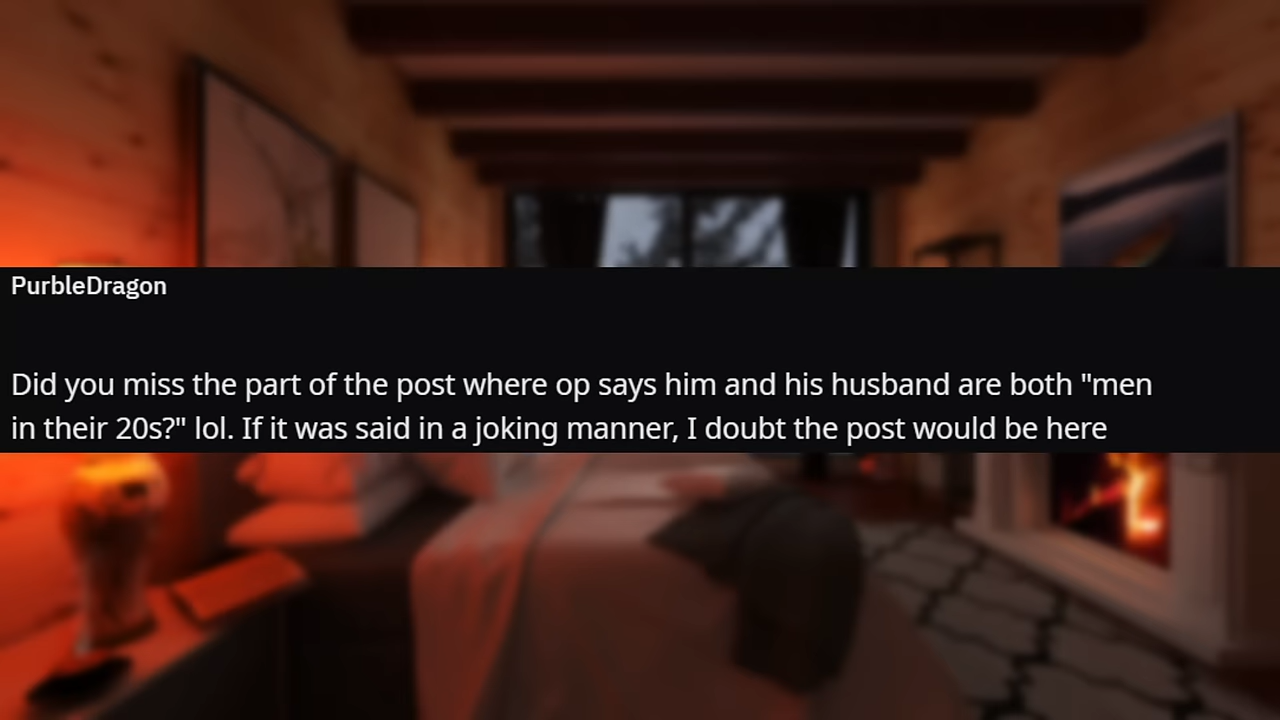 PurbleDragon
Did you miss the part of the post where op says him and his husband are both "men
in their 20s?" lol. If it was said in a joking manner, I doubt the post would be here